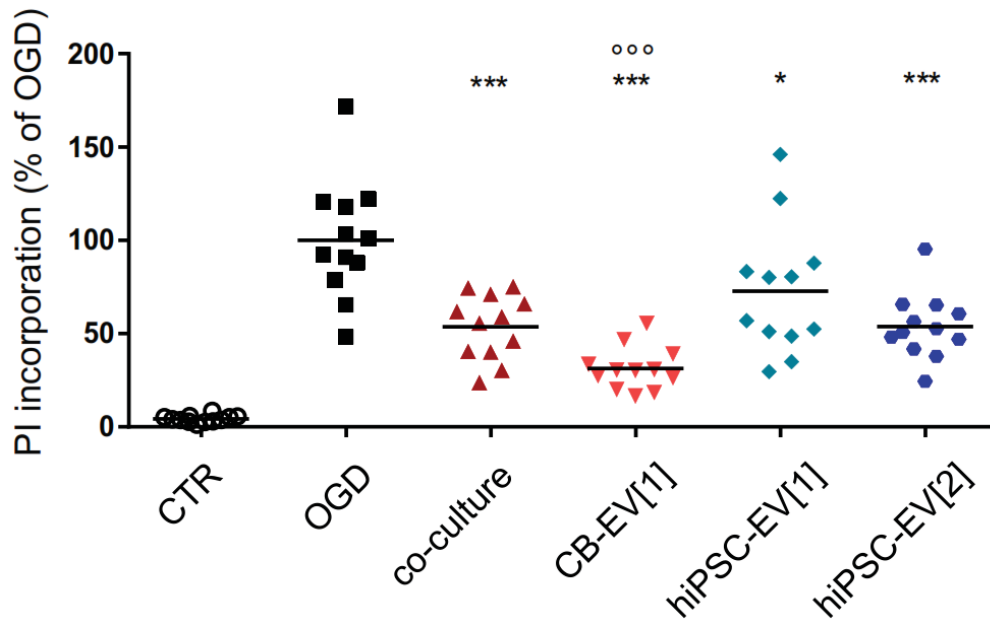 PI incorporation (% of OGD)
200
150
100
50
0
°°°
*** *** * ***
CTR
OGD
co-culture
CB-EV[1]
hiPSC-EV[1]
hiPSC-EV[2]